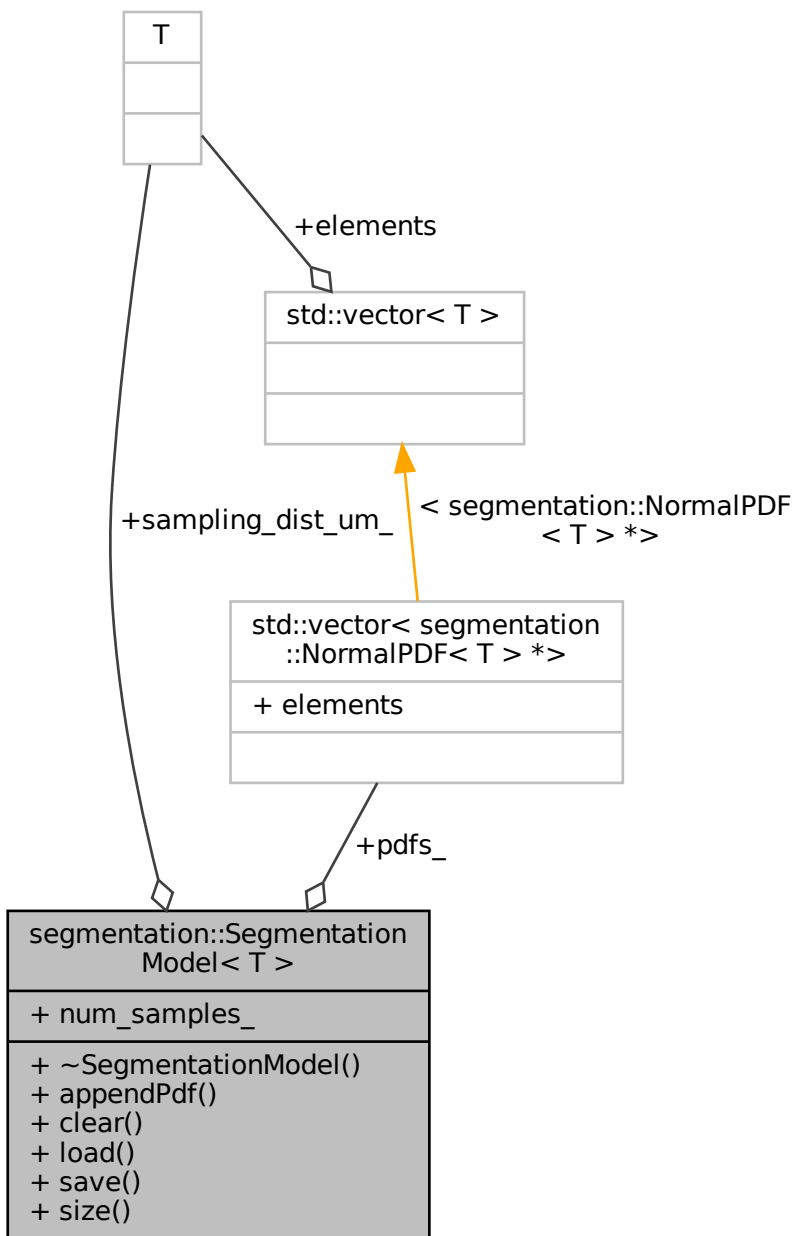 T
+elements
std::vector< T >
+sampling_dist_um_
< segmentation::NormalPDF
< T > *>
std::vector< segmentation
::NormalPDF< T > *>
+ elements
+pdfs_
segmentation::Segmentation
Model< T >
+ num_samples_
+ ~SegmentationModel()
+ appendPdf()
+ clear()
+ load()
+ save()
+ size()